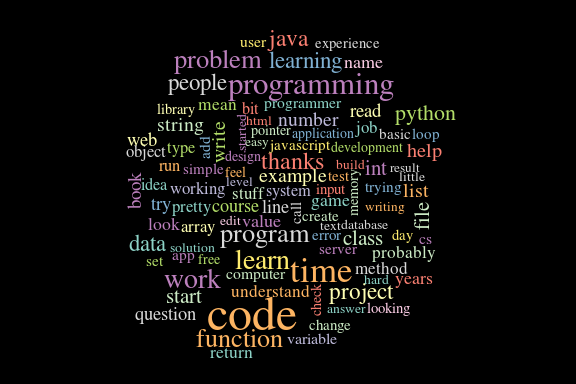 user java experience
problem learning name
people programming
library mean bit programmer read python
string write started html number job
pointer application basic loop
web add easy javascript development help
object type design thanks
run simple feel example test build int result
book idea working level system input memory trying little list
stuff
try pretty course line call game writing file
look array edit value create text database
data program error class day cs
solution server probably
set app free learn time method
work computer hard years
start understand check project
question code answer looking
function change
return variable